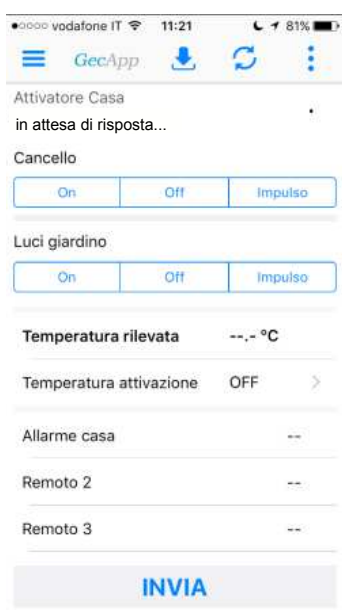 vodafone IT 11:21 81%
GecApp
Attivatore Casa
in attesa di risposta...
Cancello
On Off Impulso
Luci giardino
On Off Impulso
Temperatura rilevata --.- °C
Temperatura attivazione OFF >
Allarme casa --
Remoto 2 --
Remoto 3 --
INVIA